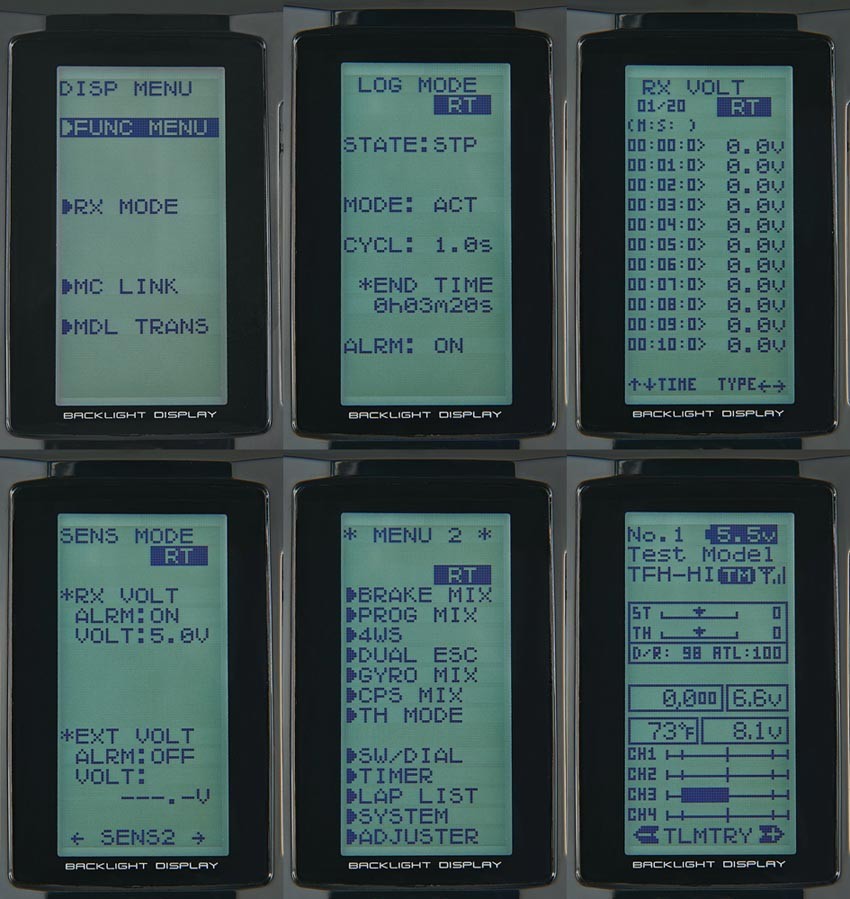 DISP MENU
FUNC MENU
RX MODE
MC LINK
MDL TRANS
BACKLIGHT DISPLAY
LOG MODE
RT
STATE:STP
MODE: ACT
CYCL: 1.0s
*END TIME
0h03m20s
ALRM: ON
BACKLIGHT DISPLAY
RX VOLT
01/20 RT
(M:S: )
00:00:0> 0.0V
00:01:0> 0.0V
00:02:0> 0.0V
00:03:0> 0.0V
00:04:0> 0.0V
00:05:0> 0.0V
00:06:0> 0.0V
00:07:0> 0.0V
00:08:0> 0.0V
00:09:0> 0.0V
00:10:0> 0.0V
↑↓TIME TYPE←→
BACKLIGHT DISPLAY
SENS MODE
RT
*RX VOLT
ALRM:ON
VOLT:5.0V
*EXT VOLT
ALRM:OFF
VOLT:
---.-V
← SENS2 →
BACKLIGHT DISPLAY
* MENU 2 *
RT
BRAKE MIX
PROG MIX
4WS
DUAL ESC
GYRO MIX
CPS MIX
TH MODE
SW/DIAL
TIMER
LAP LIST
SYSTEM
ADJUSTER
BACKLIGHT DISPLAY
No.1 5.5v
Test Model
TFH-HI TM
ST 0
TH 0
D/R: 98 ATL:100
0,000 6.6v
73°F 8.1v
CH1
CH2
CH3
CH4
- TLMTRY +
BACKLIGHT DISPLAY